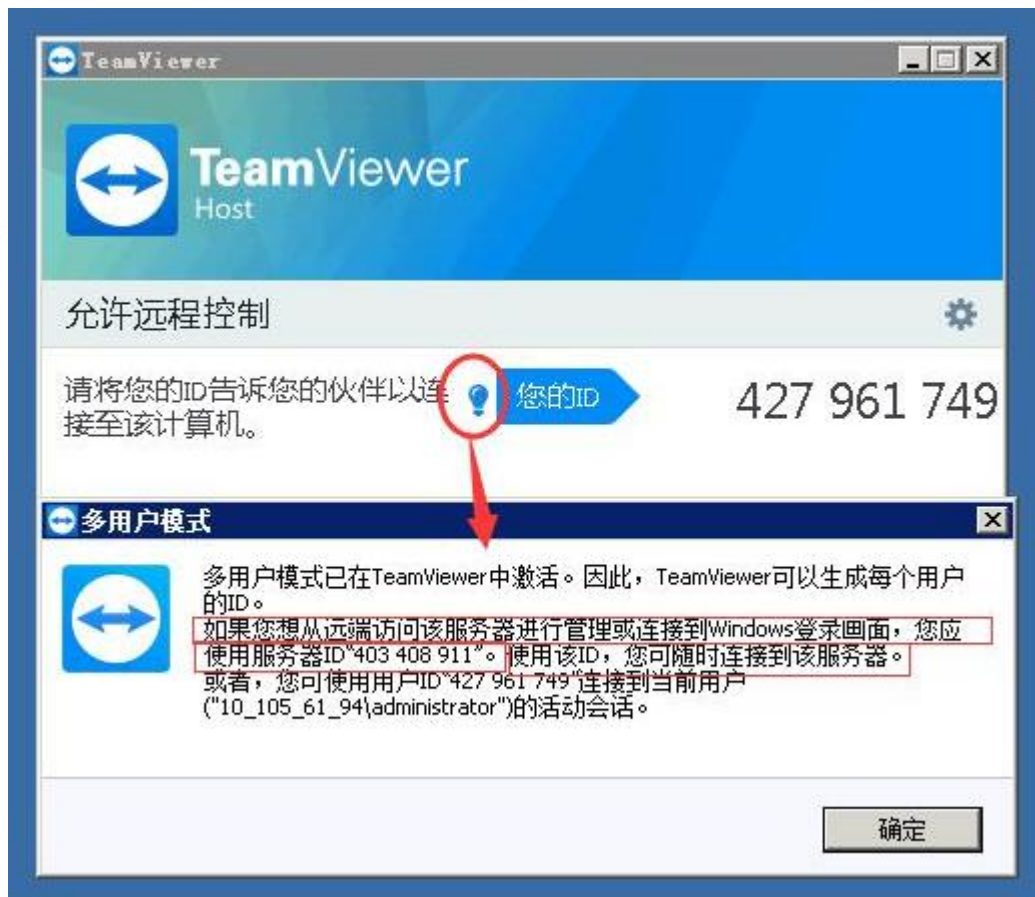 TeamViewer
TeamViewer
Host
允许远程控制
请将您的ID告诉您的伙伴以连
接至该计算机。
您的ID
427 961 749
多用户模式
多用户模式已在TeamViewer中激活。因此，TeamViewer可以生成每个用户
的ID。
如果您想从远端访问该服务器进行管理或连接到Windows登录画面，您应
使用服务器ID"403 408 911"。使用该ID，您可随时连接到该服务器。
或者，您可使用用户ID"427 961 749"连接到当前用户
("10_105_61_94\administrator")的活动会话。
确定